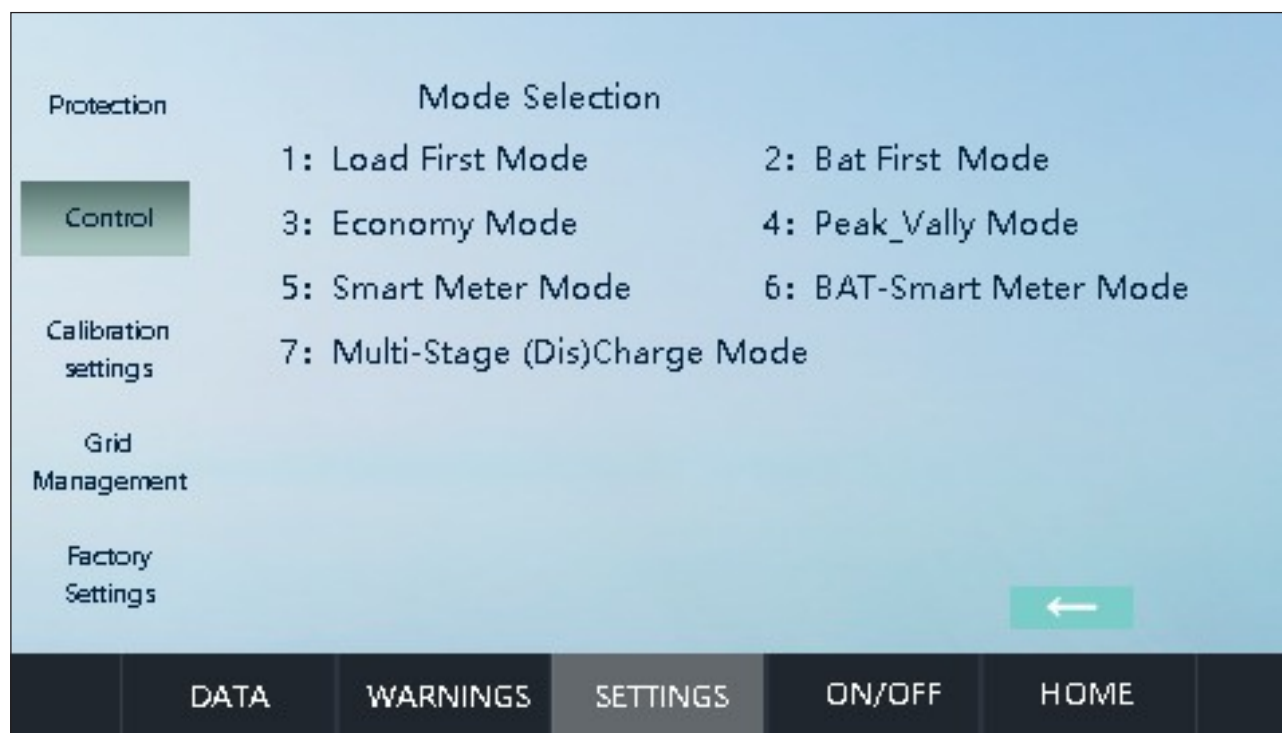 Protection
Control
Calibration
settings
Grid
Management
Factory
Settings
Mode Selection
1: Load First Mode
2: Bat First Mode
3: Economy Mode
4: Peak_Vally Mode
5: Smart Meter Mode
6: BAT-Smart Meter Mode
7: Multi-Stage (Dis)Charge Mode
←
DATA
WARNINGS
SETTINGS
ON/OFF
HOME